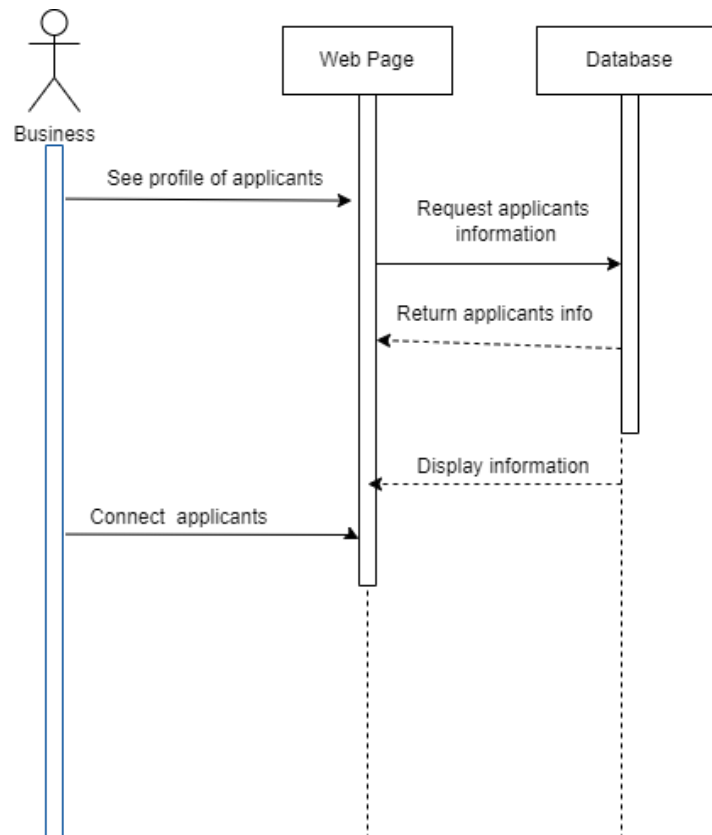 Web Page
Database
Business
See profile of applicants
Request applicants
information
Return applicants info
Display information
Connect  applicants